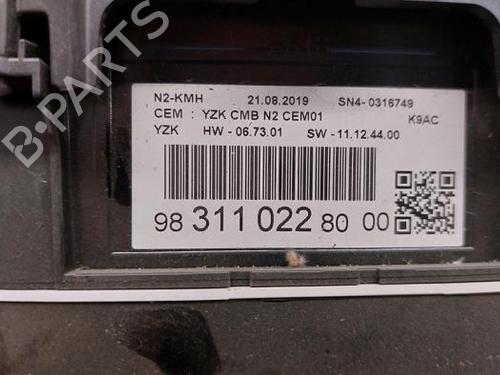 N2-KMH 21.08.2019 SN4- 0316749
CEM : YZK CMB N2 CEM01 K9AC
YZK HW - 06.73.01 SW - 11.12.44.00
98 311 022 80 00